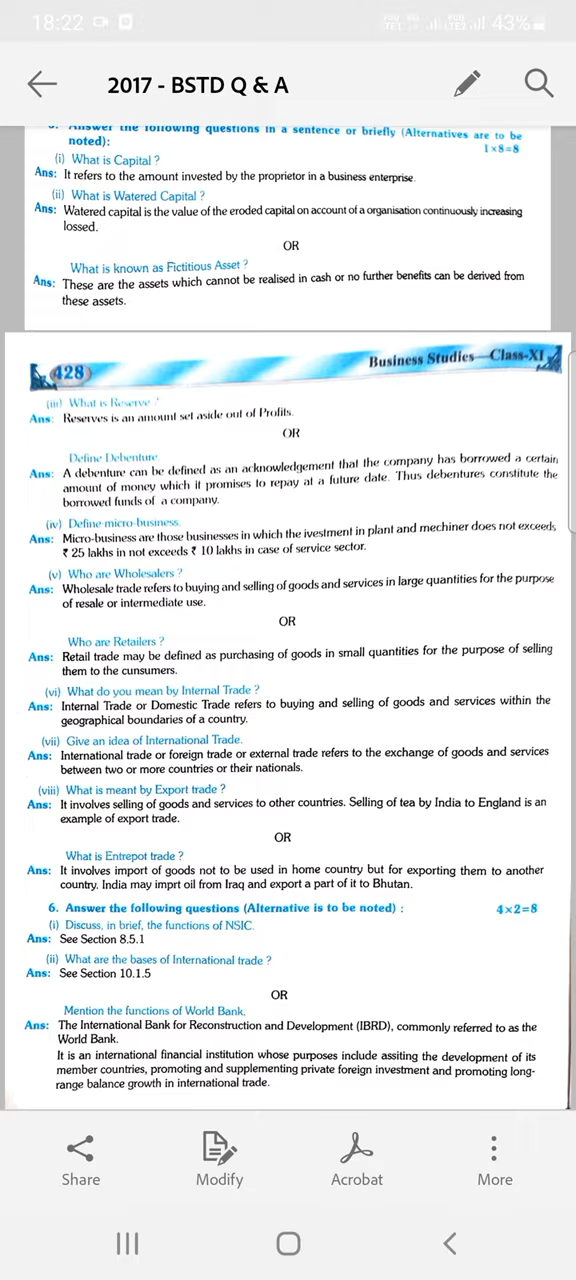 18:22
43%
2017 - BSTD Q & A
Answer the following questions in a sentence or briefly (Alternatives are to be
noted):
1×8=8
(i) What is Capital ?
Ans: It refers to the amount invested by the proprietor in a business enterprise.
(ii) What is Watered Capital ?
Ans: Watered capital is the value of the eroded capital on account of a organisation continuously increasing
lossed.
OR
What is known as Fictitious Asset ?
Ans: These are the assets which cannot be realised in cash or no further benefits can be derived from
these assets.
428
Business Studies—Class-XI
(iii) What is Reserve ?
Ans: Reserves is an amount set aside out of Profits.
OR
Define Debenture.
Ans: A debenture can be defined as an acknowledgement that the company has borrowed a certain
amount of money which it promises to repay at a future date. Thus debentures constitute the
borrowed funds of a company.
(iv) Define micro-business.
Ans: Micro-business are those businesses in which the ivestment in plant and mechiner does not exceeds
₹ 25 lakhs in not exceeds ₹ 10 lakhs in case of service sector.
(v) Who are Wholesalers ?
Ans: Wholesale trade refers to buying and selling of goods and services in large quantities for the purpose
of resale or intermediate use.
OR
Who are Retailers ?
Ans: Retail trade may be defined as purchasing of goods in small quantities for the purpose of selling
them to the cunsumers.
(vi) What do you mean by Internal Trade ?
Ans: Internal Trade or Domestic Trade refers to buying and selling of goods and services within the
geographical boundaries of a country.
(vii) Give an idea of International Trade.
Ans: International trade or foreign trade or external trade refers to the exchange of goods and services
between two or more countries or their nationals.
(viii) What is meant by Export trade ?
Ans: It involves selling of goods and services to other countries. Selling of tea by India to England is an
example of export trade.
OR
What is Entrepot trade ?
Ans: It involves import of goods not to be used in home country but for exporting them to another
country. India may imprt oil from Iraq and export a part of it to Bhutan.
6. Answer the following questions (Alternative is to be noted) : 4×2=8
(i) Discuss, in brief, the functions of NSIC.
Ans: See Section 8.5.1
(ii) What are the bases of International trade ?
Ans: See Section 10.1.5
OR
Mention the functions of World Bank.
Ans: The International Bank for Reconstruction and Development (IBRD), commonly referred to as the
World Bank.
It is an international financial institution whose purposes include assiting the development of its
member countries, promoting and supplementing private foreign investment and promoting long-
range balance growth in international trade.
Share Modify Acrobat More